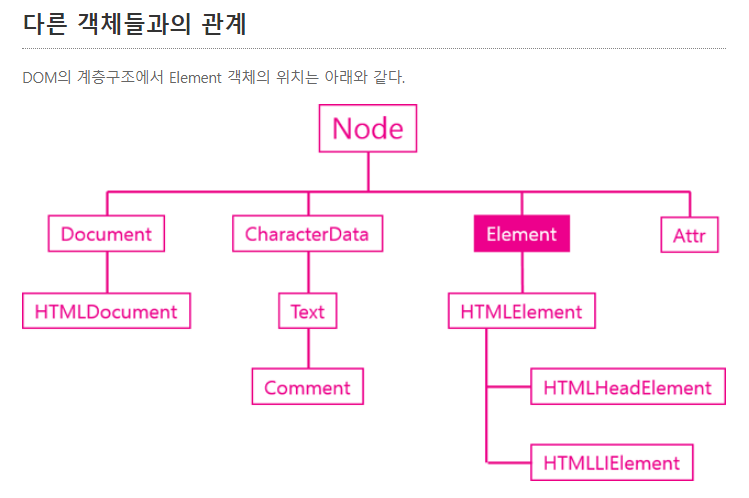 다른 객체들과의 관계
DOM의 계층구조에서 Element 객체의 위치는 아래와 같다.
Node
Document
CharacterData
Element
Attr
HTMLDocument
Text
HTMLElement
Comment
HTMLHeadElement
HTMLLIElement